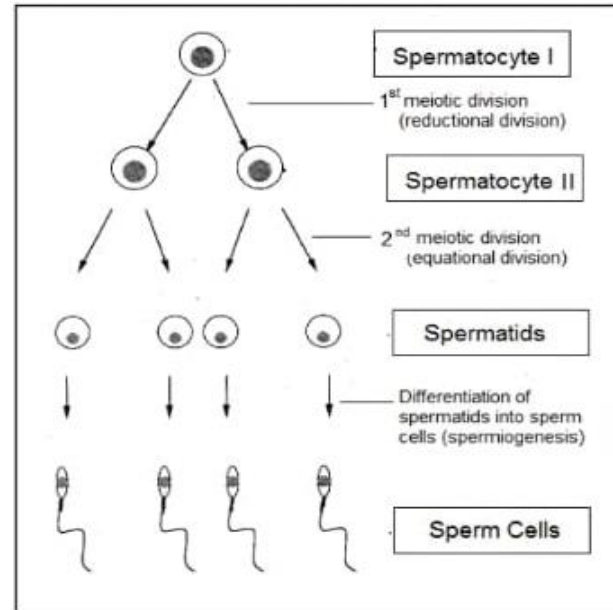 Spermatocyte I
1st meiotic division
(reductional division)
Spermatocyte II
2nd meiotic division
(equational division)
Spermatids
Differentiation of
spermatids into sperm
cells (spermiogenesis)
Sperm Cells